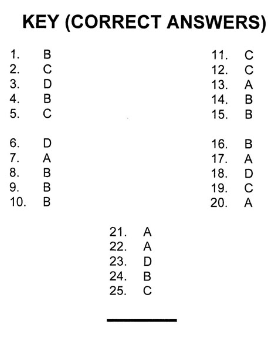 KEY (CORRECT ANSWERS)
1. B
2. C
3. D
4. B
5. C
6. D
7. A
8. B
9. B
10. B
11. C
12. C
13. A
14. B
15. B
16. B
17. A
18. D
19. C
20. A
21. A
22. A
23. D
24. B
25. C